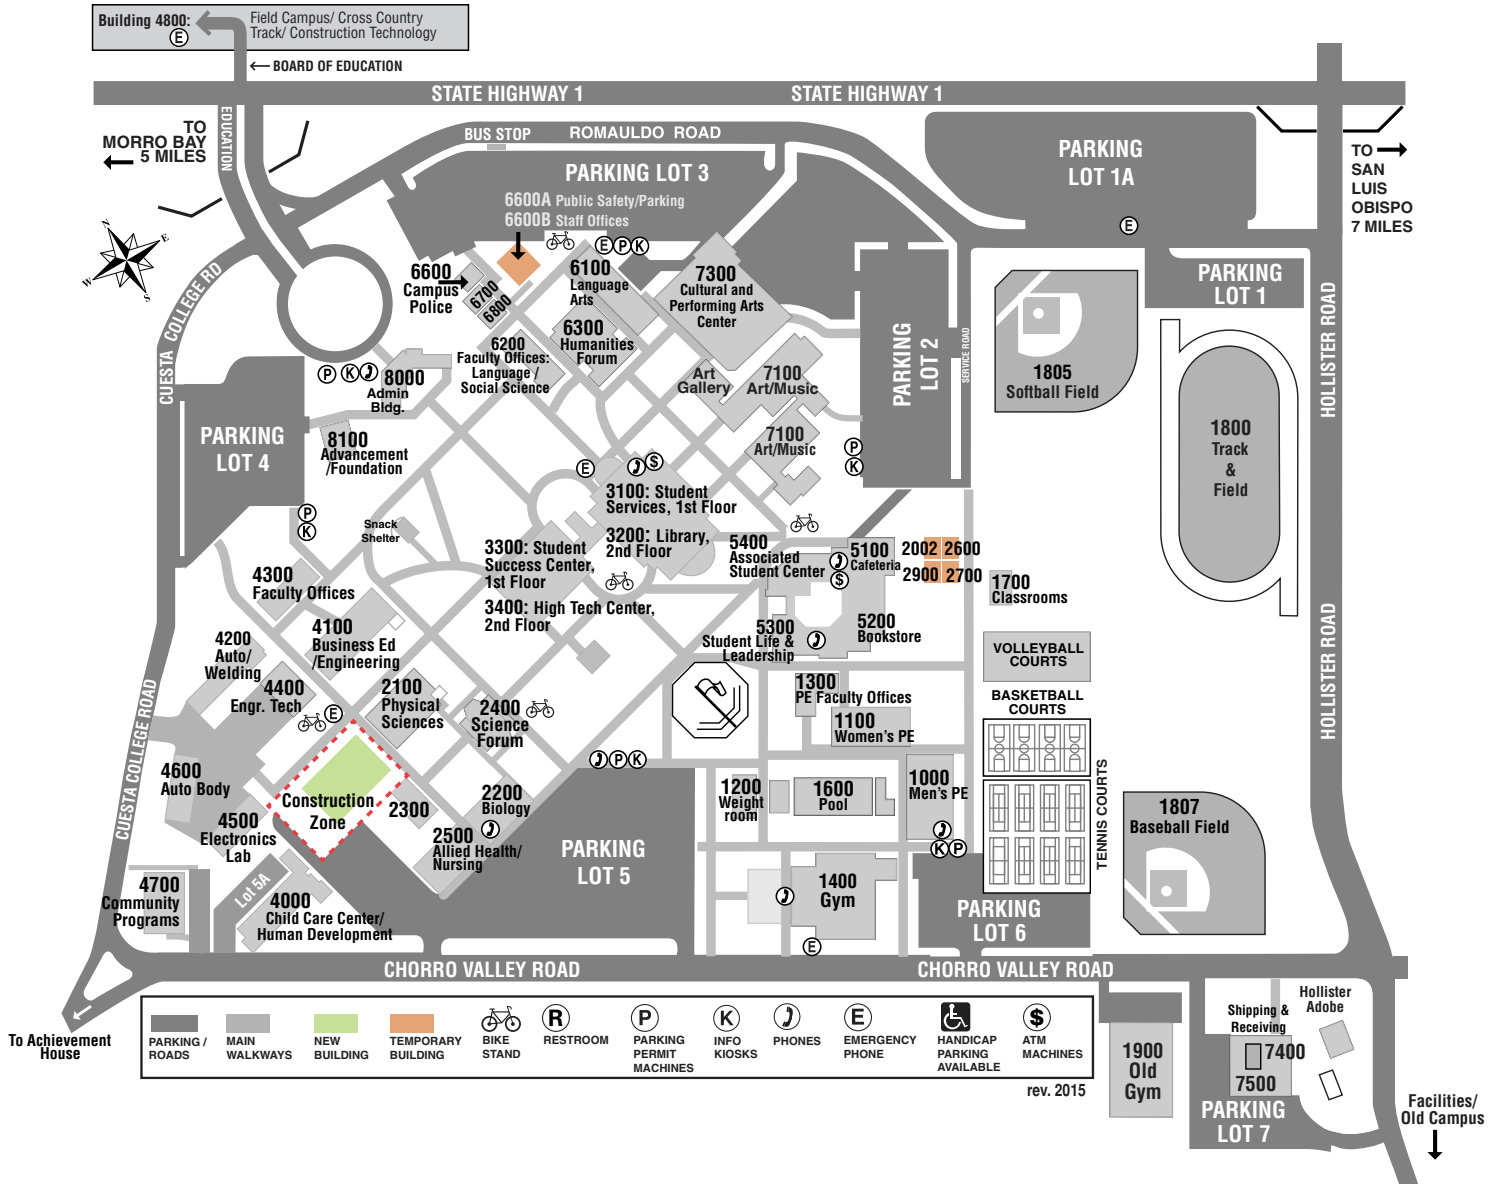 Building 4800:
E
Field Campus/ Cross Country
Track/ Construction Technology
BOARD OF EDUCATION
STATE HIGHWAY 1
STATE HIGHWAY 1
EDUCATION
TO
MORRO BAY
5 MILES
BUS STOP
ROMAULDO ROAD
PARKING LOT 3
6600A Public Safety/Parking
6600B Staff Offices
PARKING
LOT 1A
E
TO
SAN
LUIS
OBISPO
7 MILES
N
E
W
S
CUESTA COLLEGE RD
6600
Campus
Police
6700
6800
E P K
6100
Language
Arts
7300
Cultural and
Performing Arts
Center
6300
Humanities
Forum
6200
Faculty Offices:
Language /
Social Science
PARKING
LOT 2
SERVICE ROAD
PARKING
LOT 1
HOLLISTER ROAD
1805
Softball Field
1800
Track
&
Field
P K
8000
Admin
Bldg.
Art
Gallery
7100
Art/Music
7100
Art/Music
P
K
PARKING
LOT 4
8100
Advancement
/Foundation
P
K
E
$
3100: Student
Services, 1st Floor
3200: Library,
2nd Floor
Snack
Shelter
3300: Student
Success Center,
1st Floor
3400: High Tech Center,
2nd Floor
5400
Associated
Student Center
$
5100
Cafeteria
2002 2600
2900 2700
1700
Classrooms
4300
Faculty Offices
4100
Business Ed
/Engineering
4200
Auto/
Welding
4400
Engr. Tech
E
5300
Student Life &
Leadership
5200
Bookstore
VOLLEYBALL
COURTS
HOLLISTER ROAD
2100
Physical
Sciences
2400
Science
Forum
1300
PE Faculty Offices
1100
Women's PE
BASKETBALL
COURTS
CUESTA COLLEGE ROAD
4600
Auto Body
4500
Electronics
Lab
Construction
Zone
2300
2200
Biology
2500
Allied Health/
Nursing
P K
PARKING
LOT 5
1200
Weight
room
1600
Pool
1000
Men's PE
K P
TENNIS COURTS
1807
Baseball Field
4700
Community
Programs
Lot 5A
4000
Child Care Center/
Human Development
1400
Gym
E
PARKING
LOT 6
CHORRO VALLEY ROAD
CHORRO VALLEY ROAD
To Achievement
House
PARKING /
ROADS
MAIN
WALKWAYS
NEW
BUILDING
TEMPORARY
BUILDING
BIKE
STAND
R
RESTROOM
P
PARKING
PERMIT
MACHINES
K
INFO
KIOSKS
PHONES
E
EMERGENCY
PHONE
HANDICAP
PARKING
AVAILABLE
$
ATM
MACHINES
rev. 2015
1900
Old
Gym
Shipping &
Receiving
7400
7500
Hollister
Adobe
PARKING
LOT 7
Facilities/
Old Campus